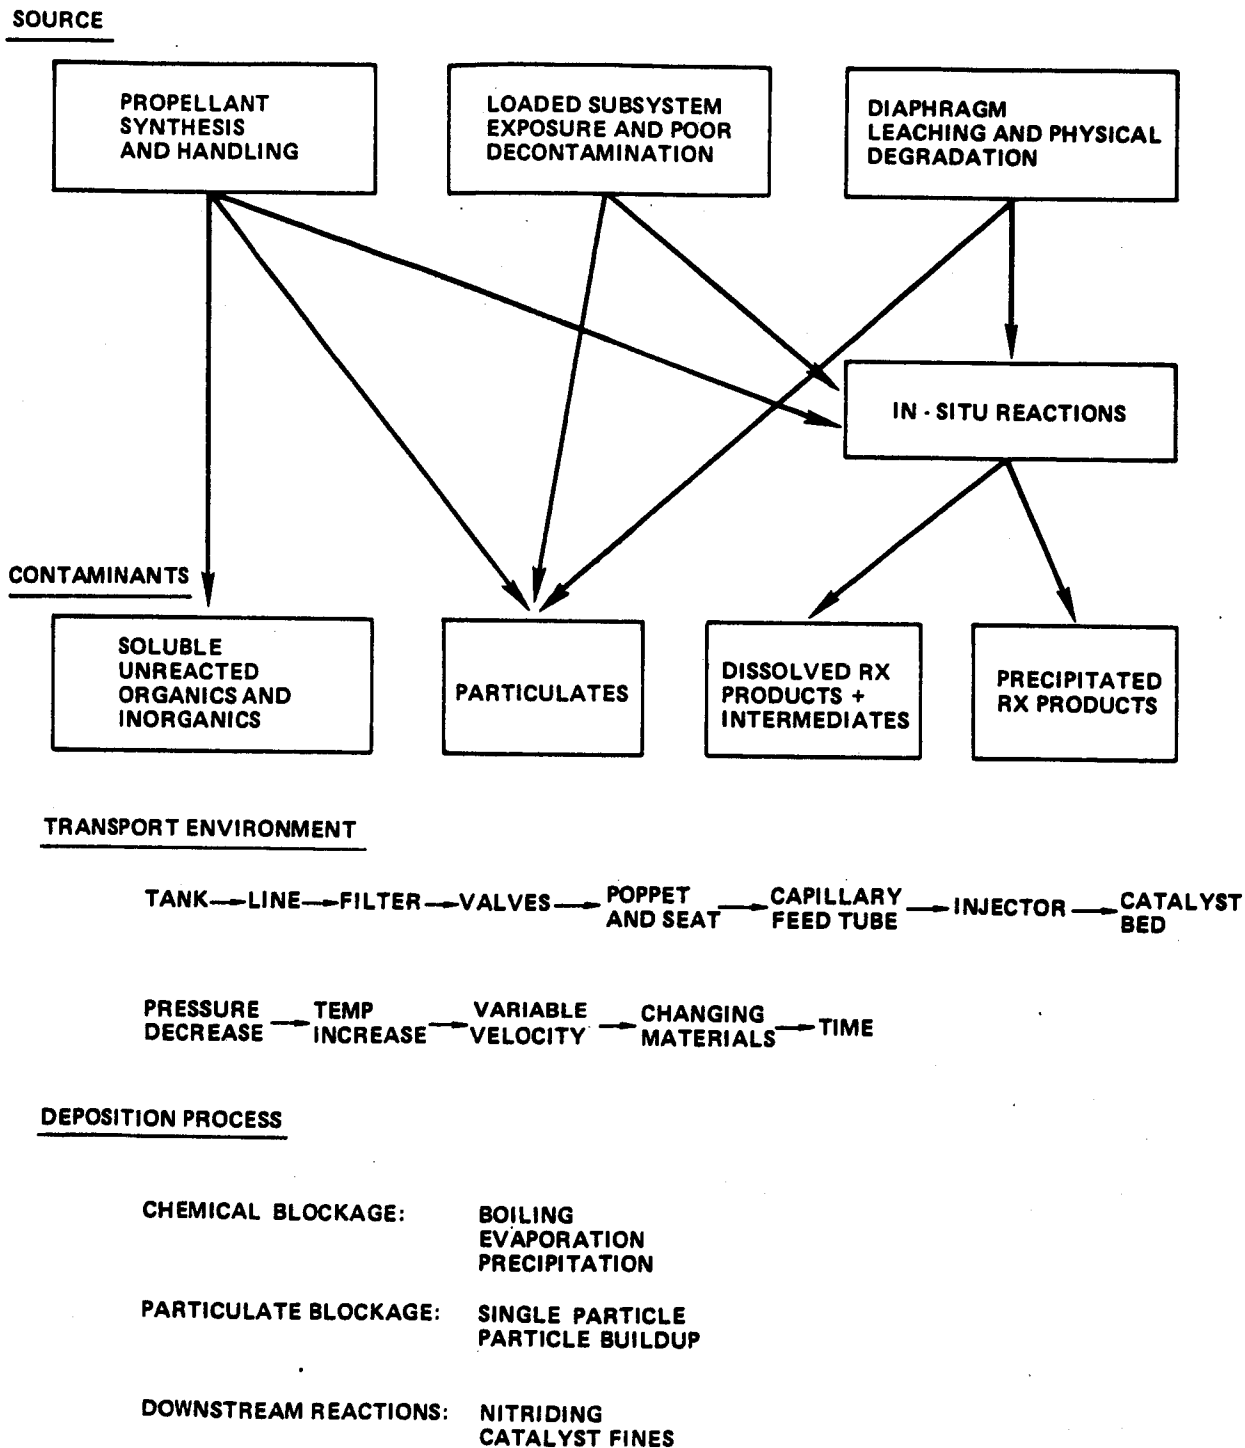 SOURCE
PROPELLANT
SYNTHESIS
AND HANDLING
LOADED SUBSYSTEM
EXPOSURE AND POOR
DECONTAMINATION
DIAPHRAGM
LEACHING AND PHYSICAL
DEGRADATION
IN - SITU REACTIONS
CONTAMINANTS
SOLUBLE
UNREACTED
ORGANICS AND
INORGANICS
PARTICULATES
DISSOLVED RX
PRODUCTS +
INTERMEDIATES
PRECIPITATED
RX PRODUCTS
TRANSPORT ENVIRONMENT
TANK LINE FILTER VALVES
POPPET
AND SEAT
CAPILLARY
FEED TUBE
INJECTOR
CATALYST
BED
PRESSURE
DECREASE
TEMP
INCREASE
VARIABLE
VELOCITY
CHANGING
MATERIALS
TIME
DEPOSITION PROCESS
CHEMICAL BLOCKAGE: BOILING
EVAPORATION
PRECIPITATION
PARTICULATE BLOCKAGE: SINGLE PARTICLE
PARTICLE BUILDUP
DOWNSTREAM REACTIONS: NITRIDING
CATALYST FINES